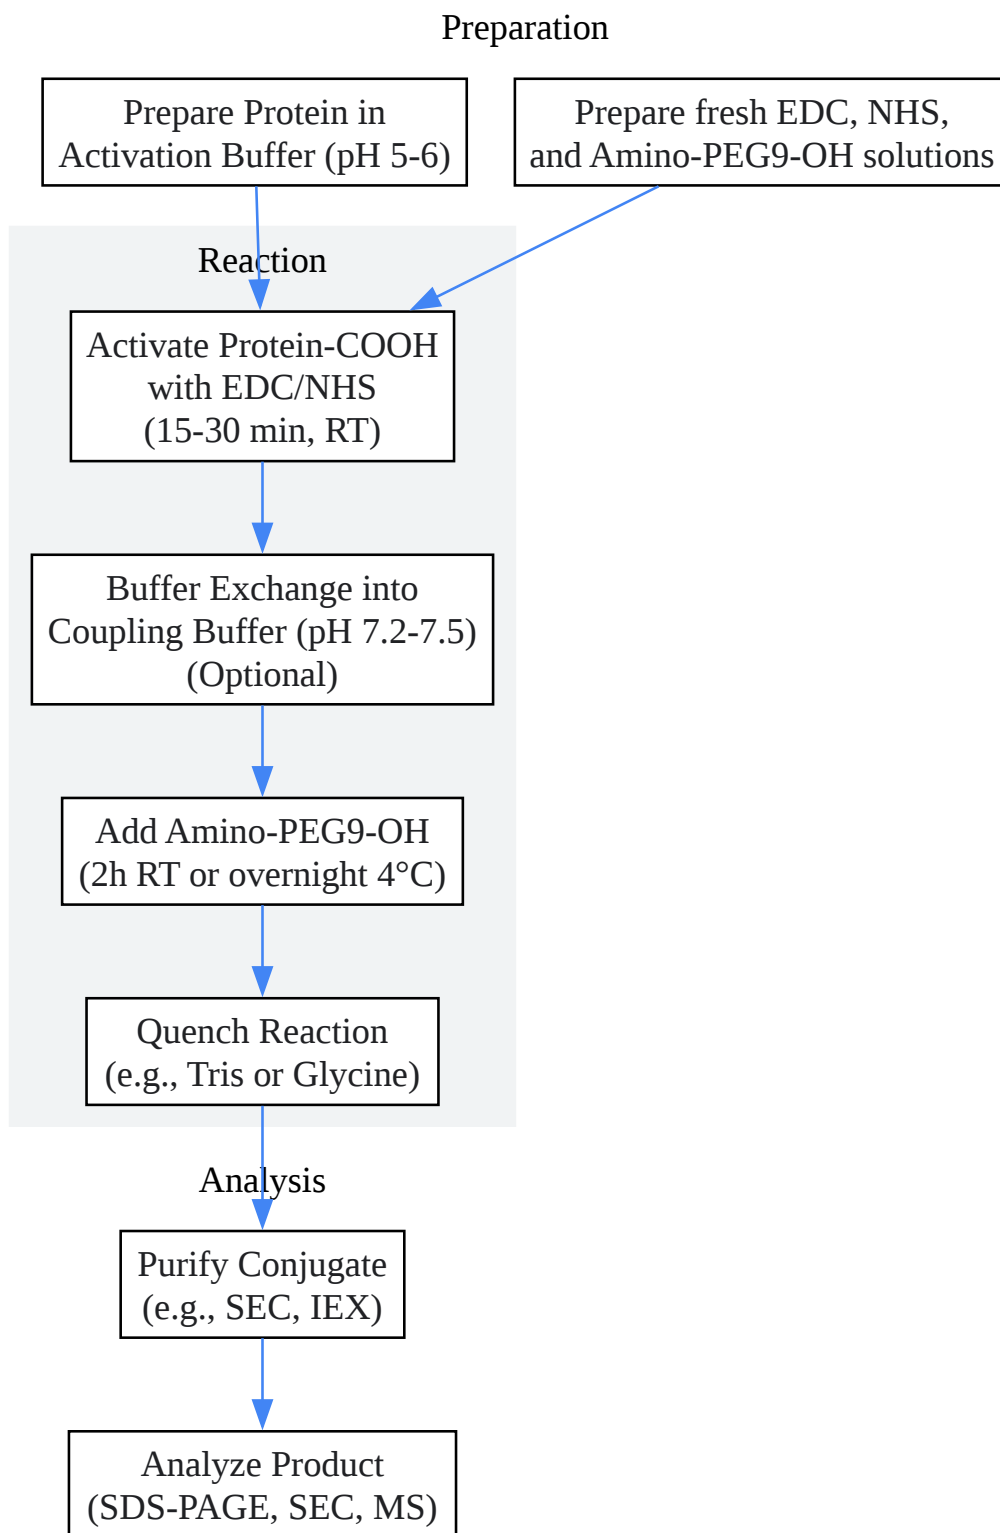 Preparation
Prepare Protein in
Activation Buffer (pH 5-6)
Prepare fresh EDC, NHS,
and Amino-PEG9-OH solutions
Reaction
Activate Protein-COOH
with EDC/NHS
(15-30 min, RT)
Buffer Exchange into
Coupling Buffer (pH 7.2-7.5)
(Optional)
Add Amino-PEG9-OH
(2h RT or overnight 4°C)
Quench Reaction
(e.g., Tris or Glycine)
Analysis
Purify Conjugate
(e.g., SEC, IEX)
Analyze Product
(SDS-PAGE, SEC, MS)